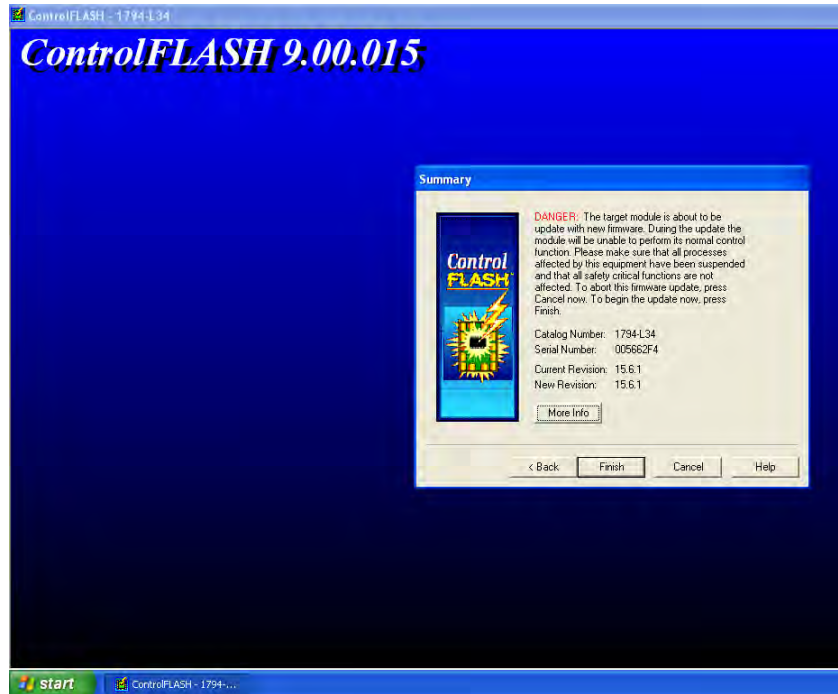 ControlFLASH - 1794-L34
ControlFLASH 9.00.015
Summary
DANGER: The target module is about to be
update with new firmware. During the update the
module will be unable to perform its normal control
function. Please make sure that all processes
affected by this equipment have been suspended
and that all safety critical functions are not
affected. To abort this firmware update, press
Cancel now. To begin the update now, press
Finish.
Control
FLASH
Catalog Number: 1794-L34
Serial Number: 005662F4
Current Revision: 15.6.1
New Revision: 15.6.1
More Info
< Back Finish Cancel Help
start ControlFLASH - 1794-...